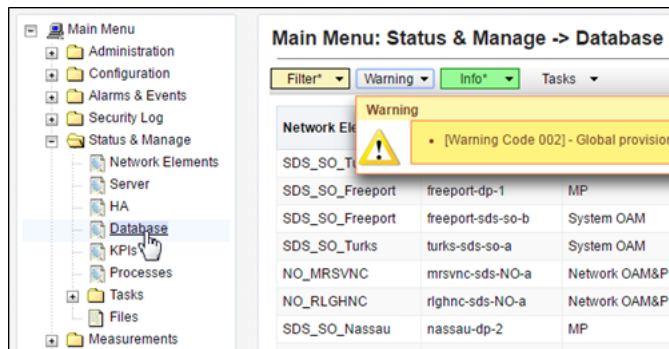 Main Menu
Administration
Configuration
Alarms & Events
Security Log
Status & Manage
Network Elements
Server
HA
Database
KPIs
Processes
Tasks
Files
Measurements
Main Menu: Status & Manage -> Database
Filter* Warning Info* Tasks
Warning
[Warning Code 002] - Global provision
Network Ele
SDS_SO_Tu
SDS_SO_Freeport freeport-dp-1 MP
SDS_SO_Freeport freeport-sds-so-b System OAM
SDS_SO_Turks turks-sds-so-a System OAM
NO_MRSVNC mrsvnc-sds-NO-a Network OAM&P
NO_RLGHNC rlghnc-sds-NO-a Network OAM&P
SDS_SO_Nassau nassau-dp-2 MP